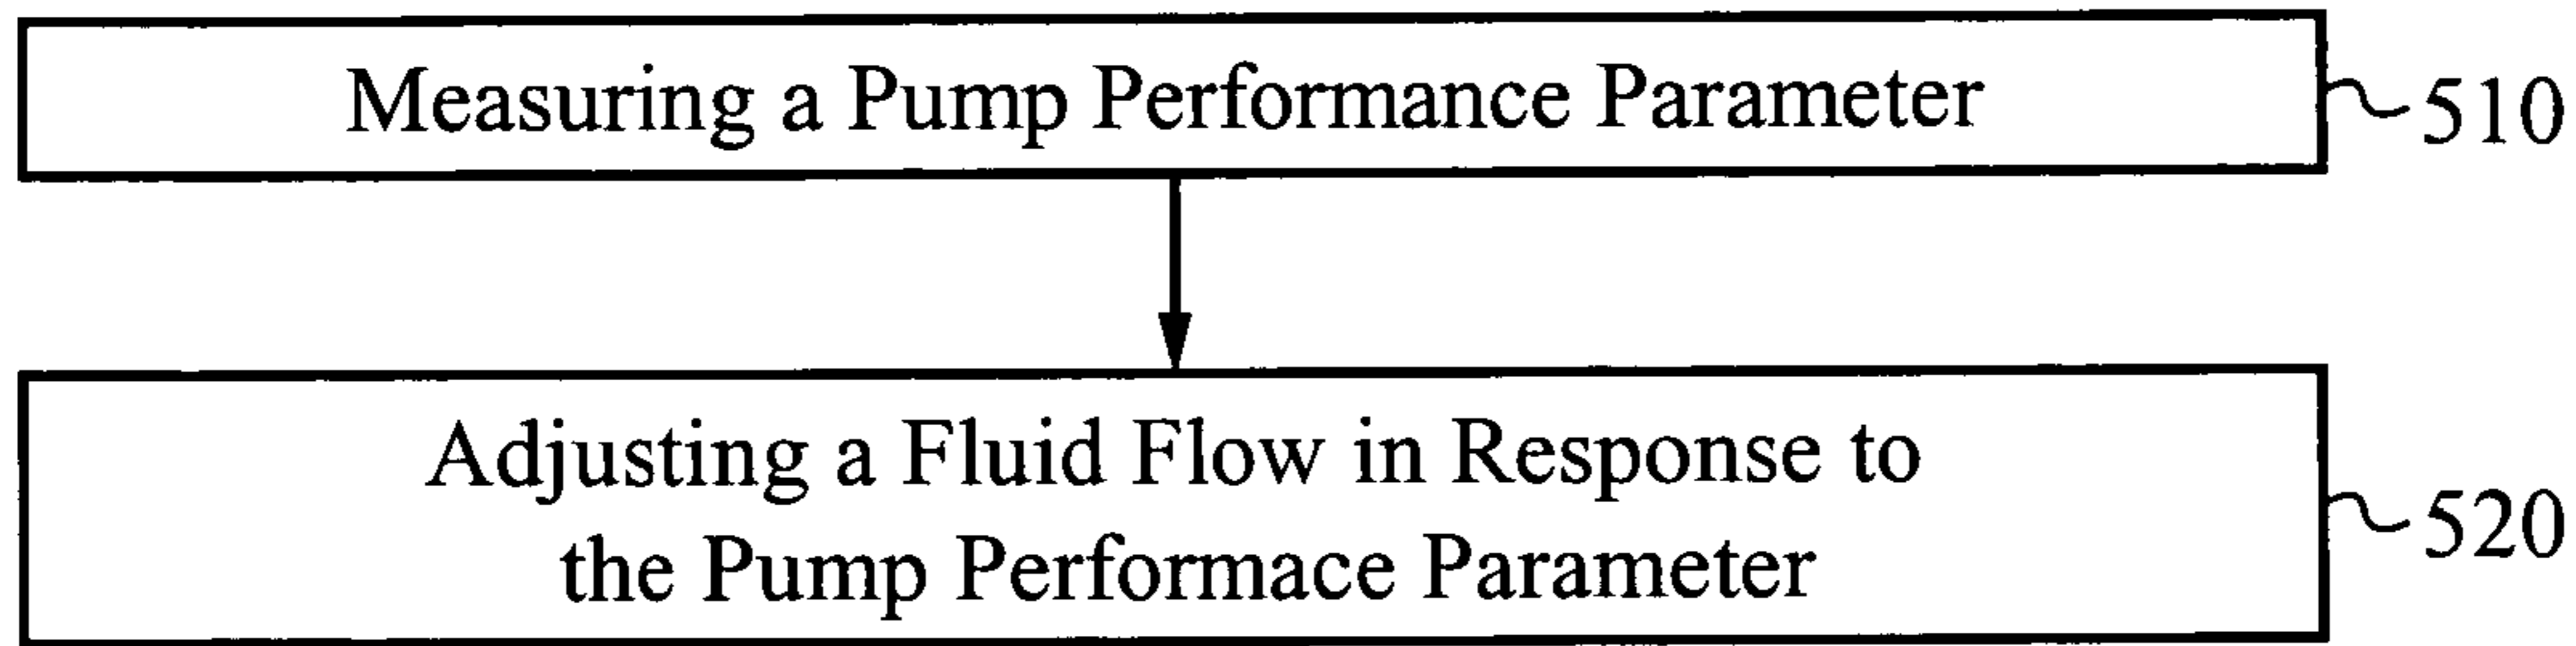 Measuring a Pump Performance Parameter
510
Adjusting a Fluid Flow in Response to
the Pump Performace Parameter
520